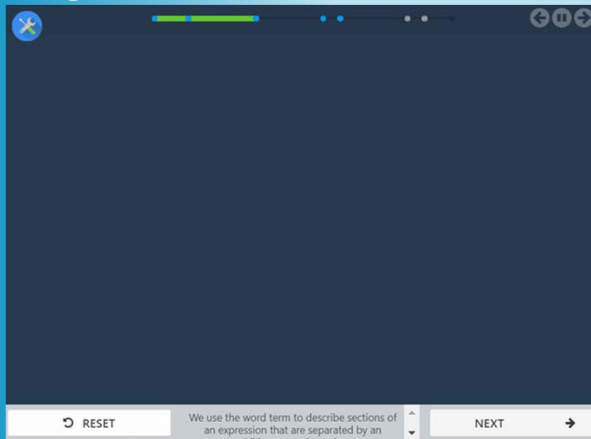 RESET
We use the word term to describe sections of
an expression that are separated by an
NEXT